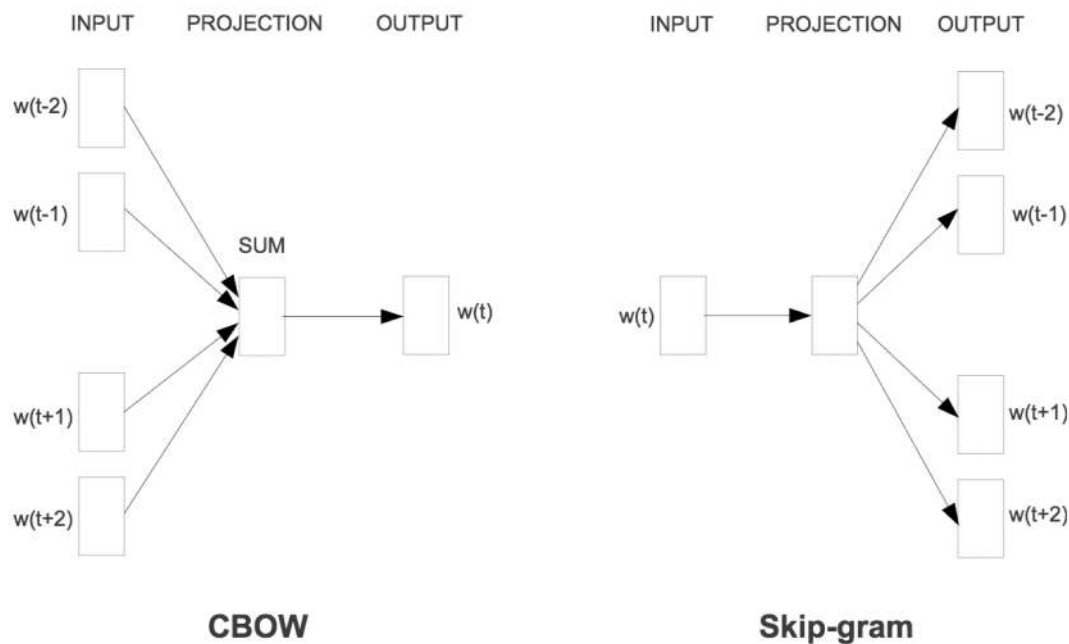 INPUT PROJECTION OUTPUT
w(t-2)
w(t-1)
SUM
w(t)
w(t+1)
w(t+2)
CBOW
INPUT PROJECTION OUTPUT
w(t-2)
w(t-1)
w(t)
w(t+1)
w(t+2)
Skip-gram